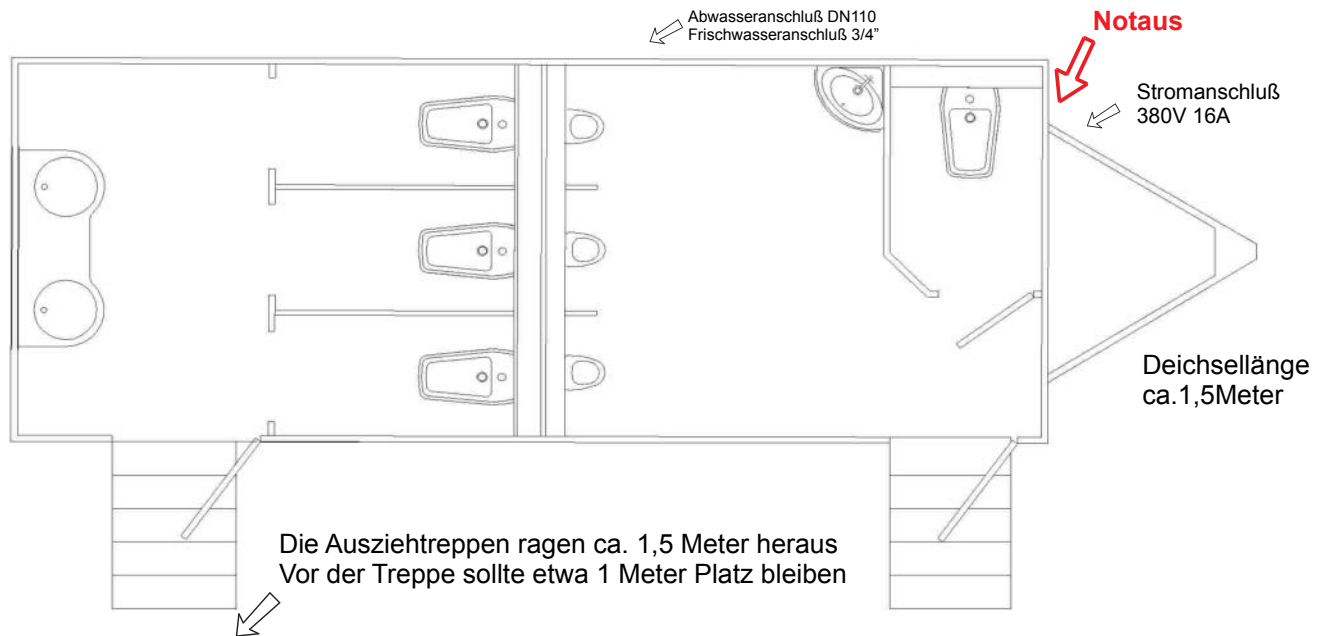 Abwasseranschluß DN110
Frischwasseranschluß 3/4”
Notaus
Stromanschluß
380V 16A
Deichsellänge
ca.1,5Meter
Die Ausziehtreppen ragen ca. 1,5 Meter heraus
Vor der Treppe sollte etwa 1 Meter Platz bleiben